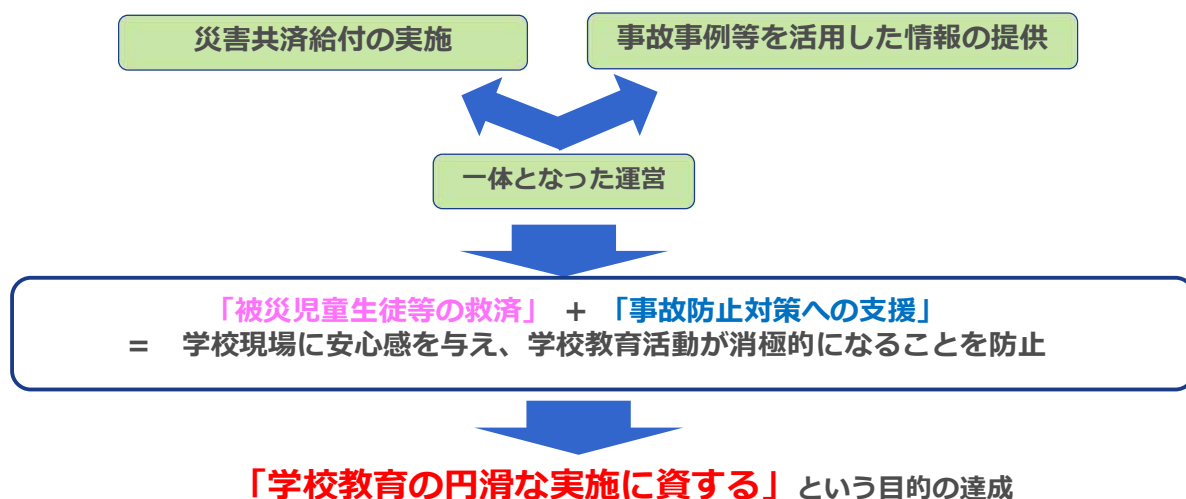 災害共済給付の実施
事故事例等を活用した情報の提供
一体となった運営
「被災児童生徒等の救済」 + 「事故防止対策への支援」
= 学校現場に安心感を与え、学校教育活動が消極的になることを防止
「学校教育の円滑な実施に資する」という目的の達成